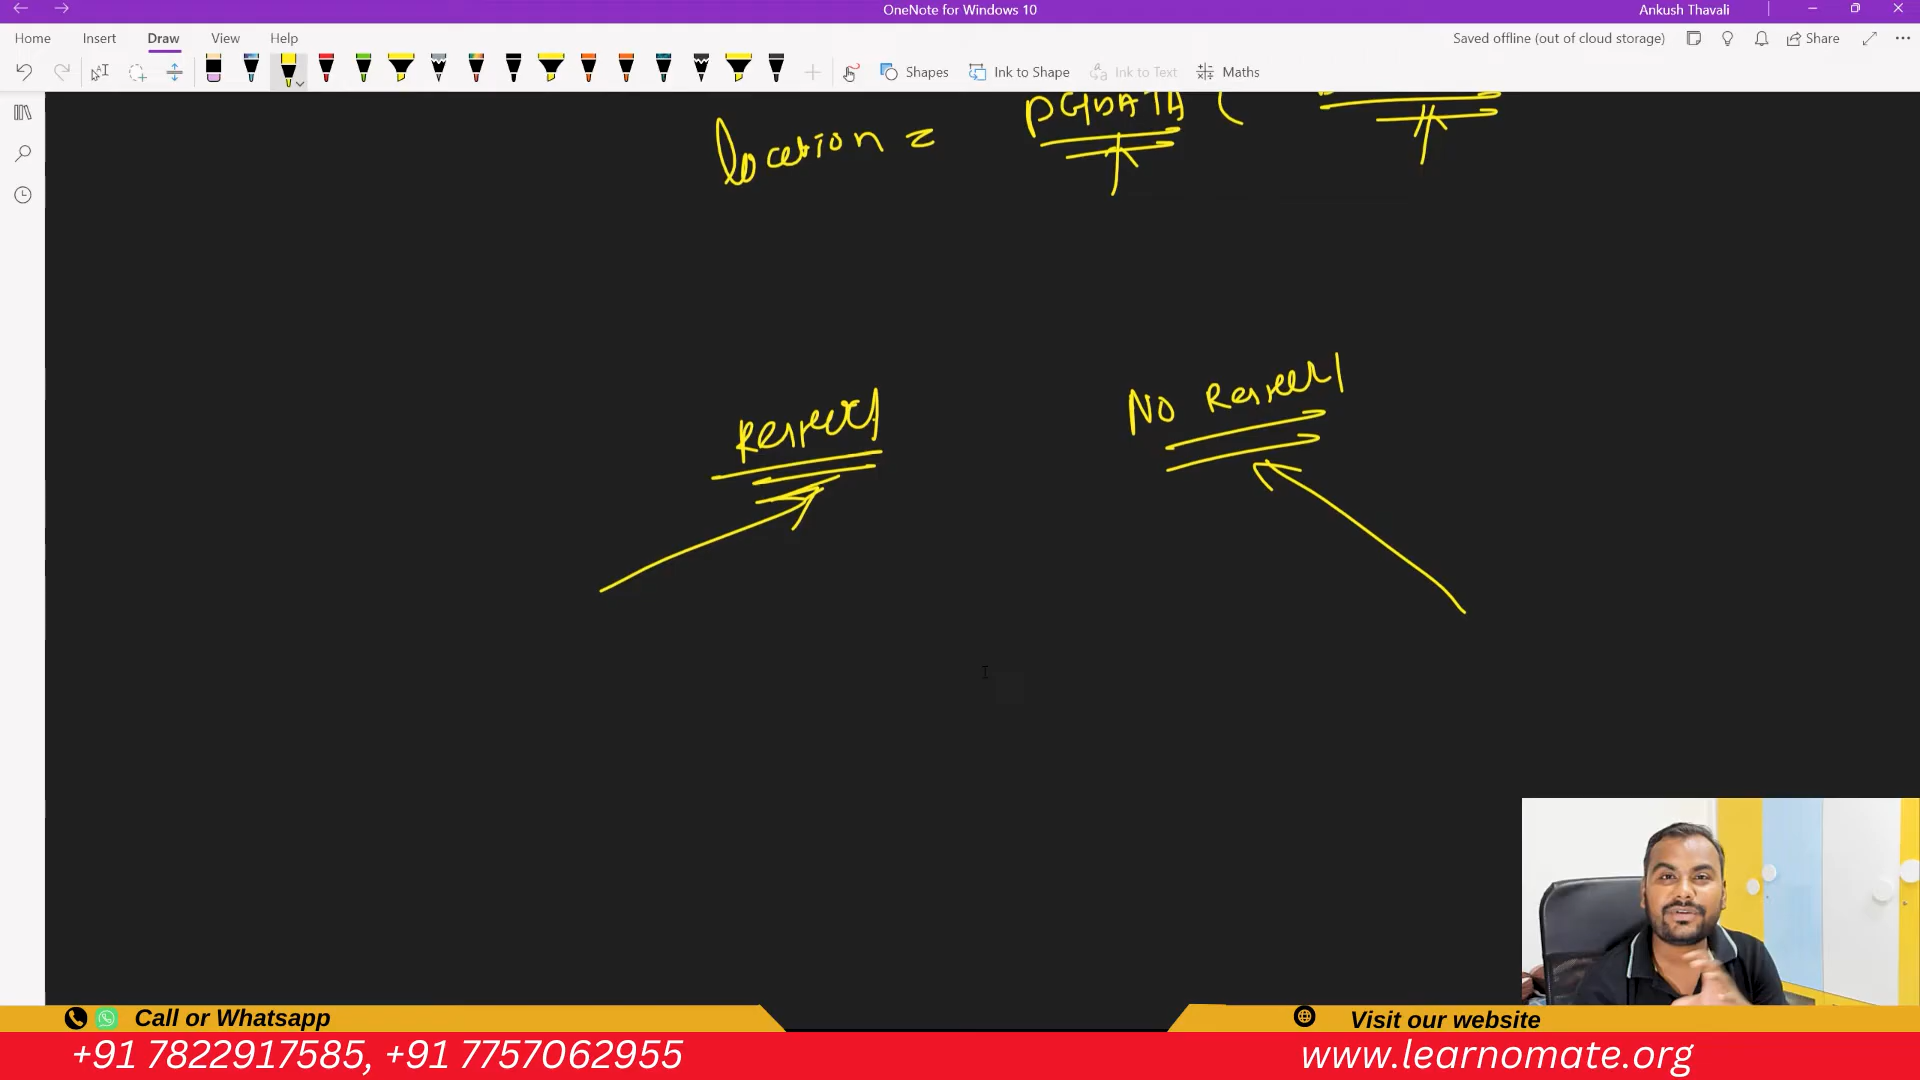 OneNote for Windows 10
Ankush Thavali
Home Insert Draw View Help
Saved offline (out of cloud storage)
Share
Shapes
Ink to Shape
Ink to Text
Maths
location = PGDATA (
Restart
No Restart
Call or Whatsapp
+91 7822917585, +91 7757062955
Visit our website
www.learnomate.org